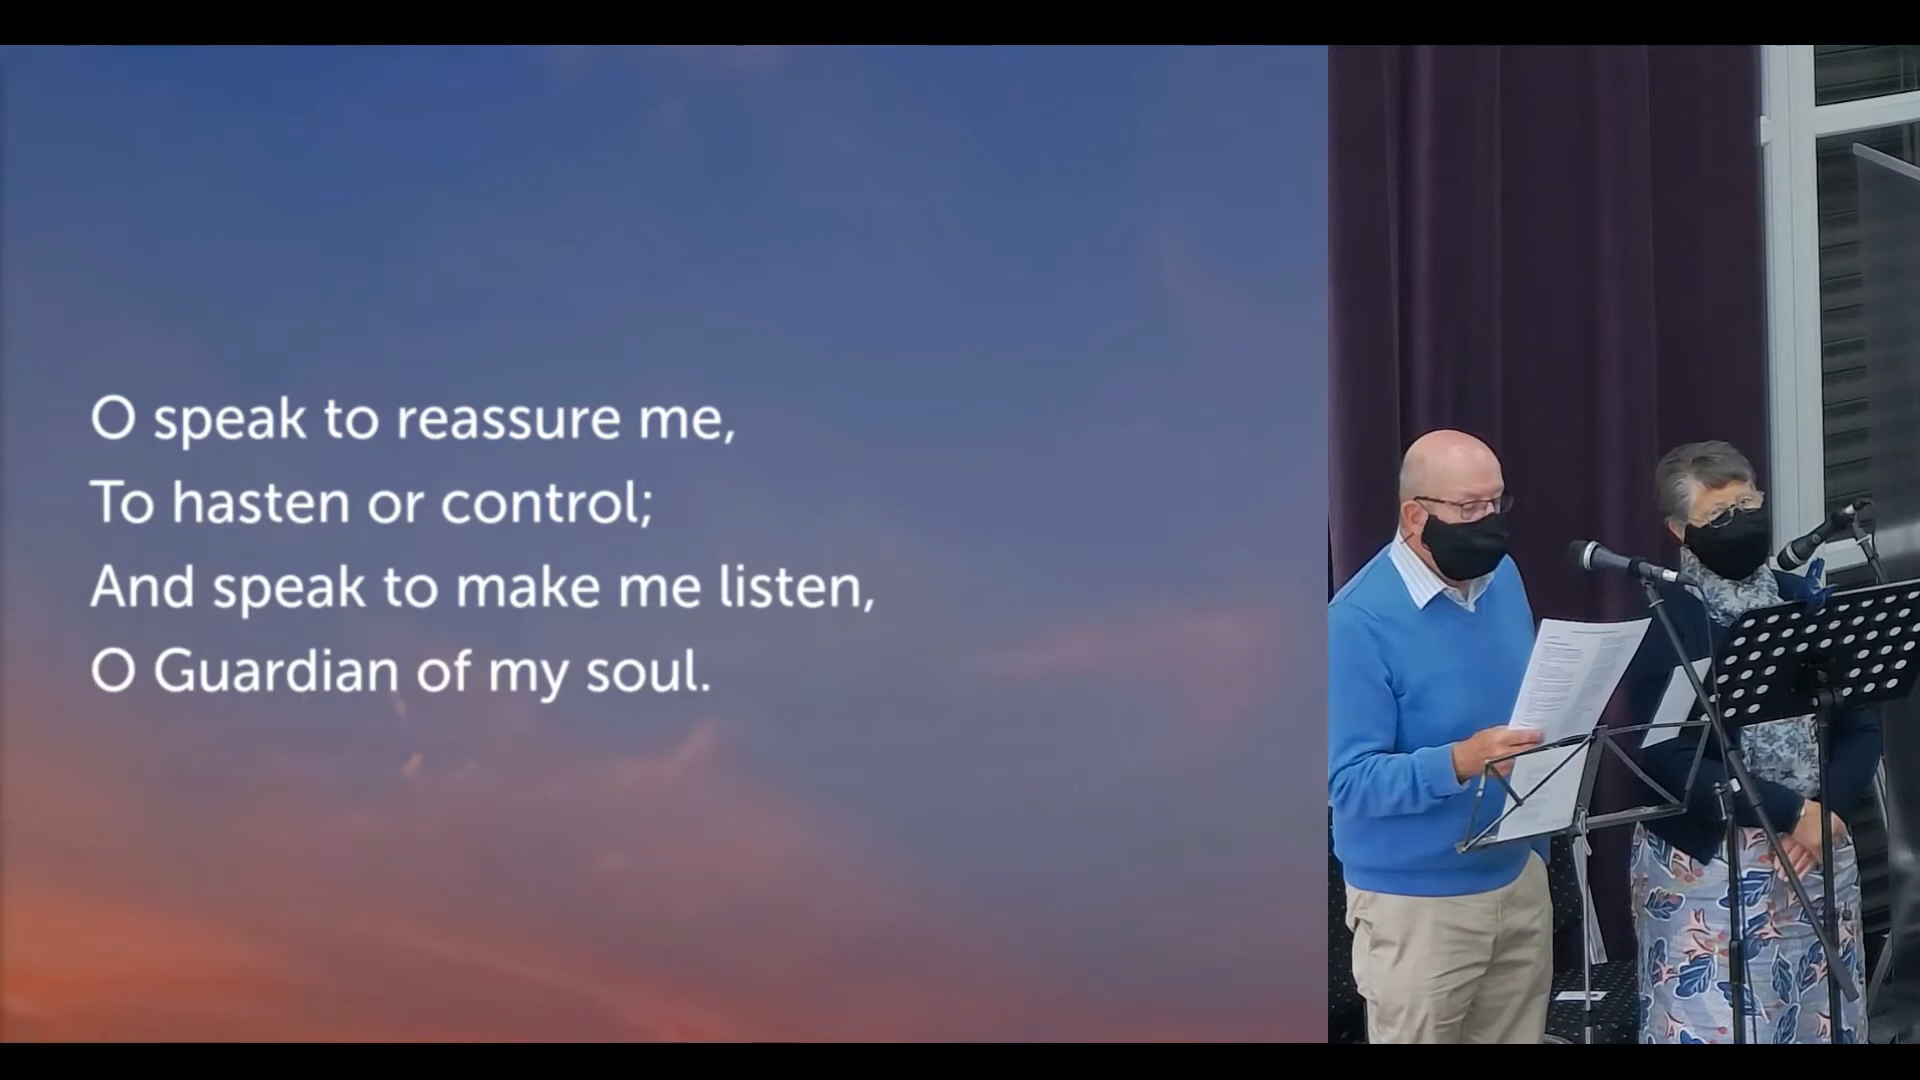 O speak to reassure me,
To hasten or control;
And speak to make me listen,
O Guardian of my soul.